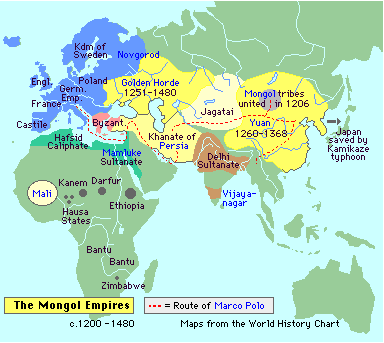 Kdm of
Sweden
Novgorod
Engl.
Poland
Germ.
Emp.
France
Castile
Byzant.
Golden Horde
1251-1480
Mongol tribes
united in 1206
Jagatai
Yuan
1260-1368
Khanate of
Persia
Japan
saved by
Kamikaze
typhoon
Hafsid
Caliphate
Mamluke
Sultanate
Delhi
Sultanate
Mali
Kanem
Darfur
Hausa
States
Ethiopia
Vijaya-
nagar
Bantu
Bantu
Zimbabwe
The Mongol Empires
= Route of Marco Polo
c.1200 -1480
Maps from the World History Chart